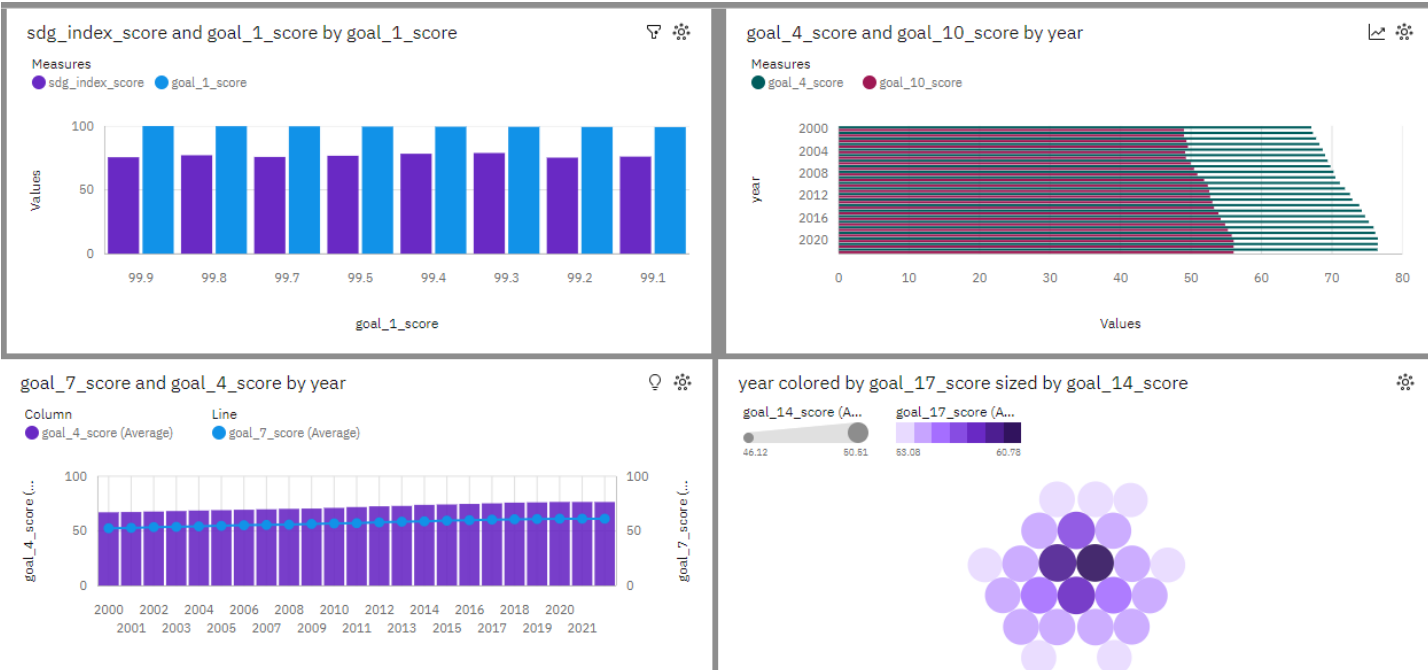 sdg_index_score and goal_1_score by goal_1_score
Measures
sdg_index_score goal_1_score
100
50
0
Values
99.9 99.8 99.7 99.5 99.4 99.3 99.2 99.1
goal_1_score
goal_4_score and goal_10_score by year
Measures
goal_4_score goal_10_score
2000
2004
2008
2012
2016
2020
year
0 10 20 30 40 50 60 70 80
Values
goal_7_score and goal_4_score by year
Column Line
goal_4_score (Average) goal_7_score (Average)
100 100
50 50
0 0
goal_4_score (...
goal_7_score (...
2000 2002 2004 2006 2008 2010 2012 2014 2016 2018 2020
2001 2003 2005 2007 2009 2011 2013 2015 2017 2019 2021
year colored by goal_17_score sized by goal_14_score
goal_14_score (A... goal_17_score (A...
46.12 50.51 53.08 60.78